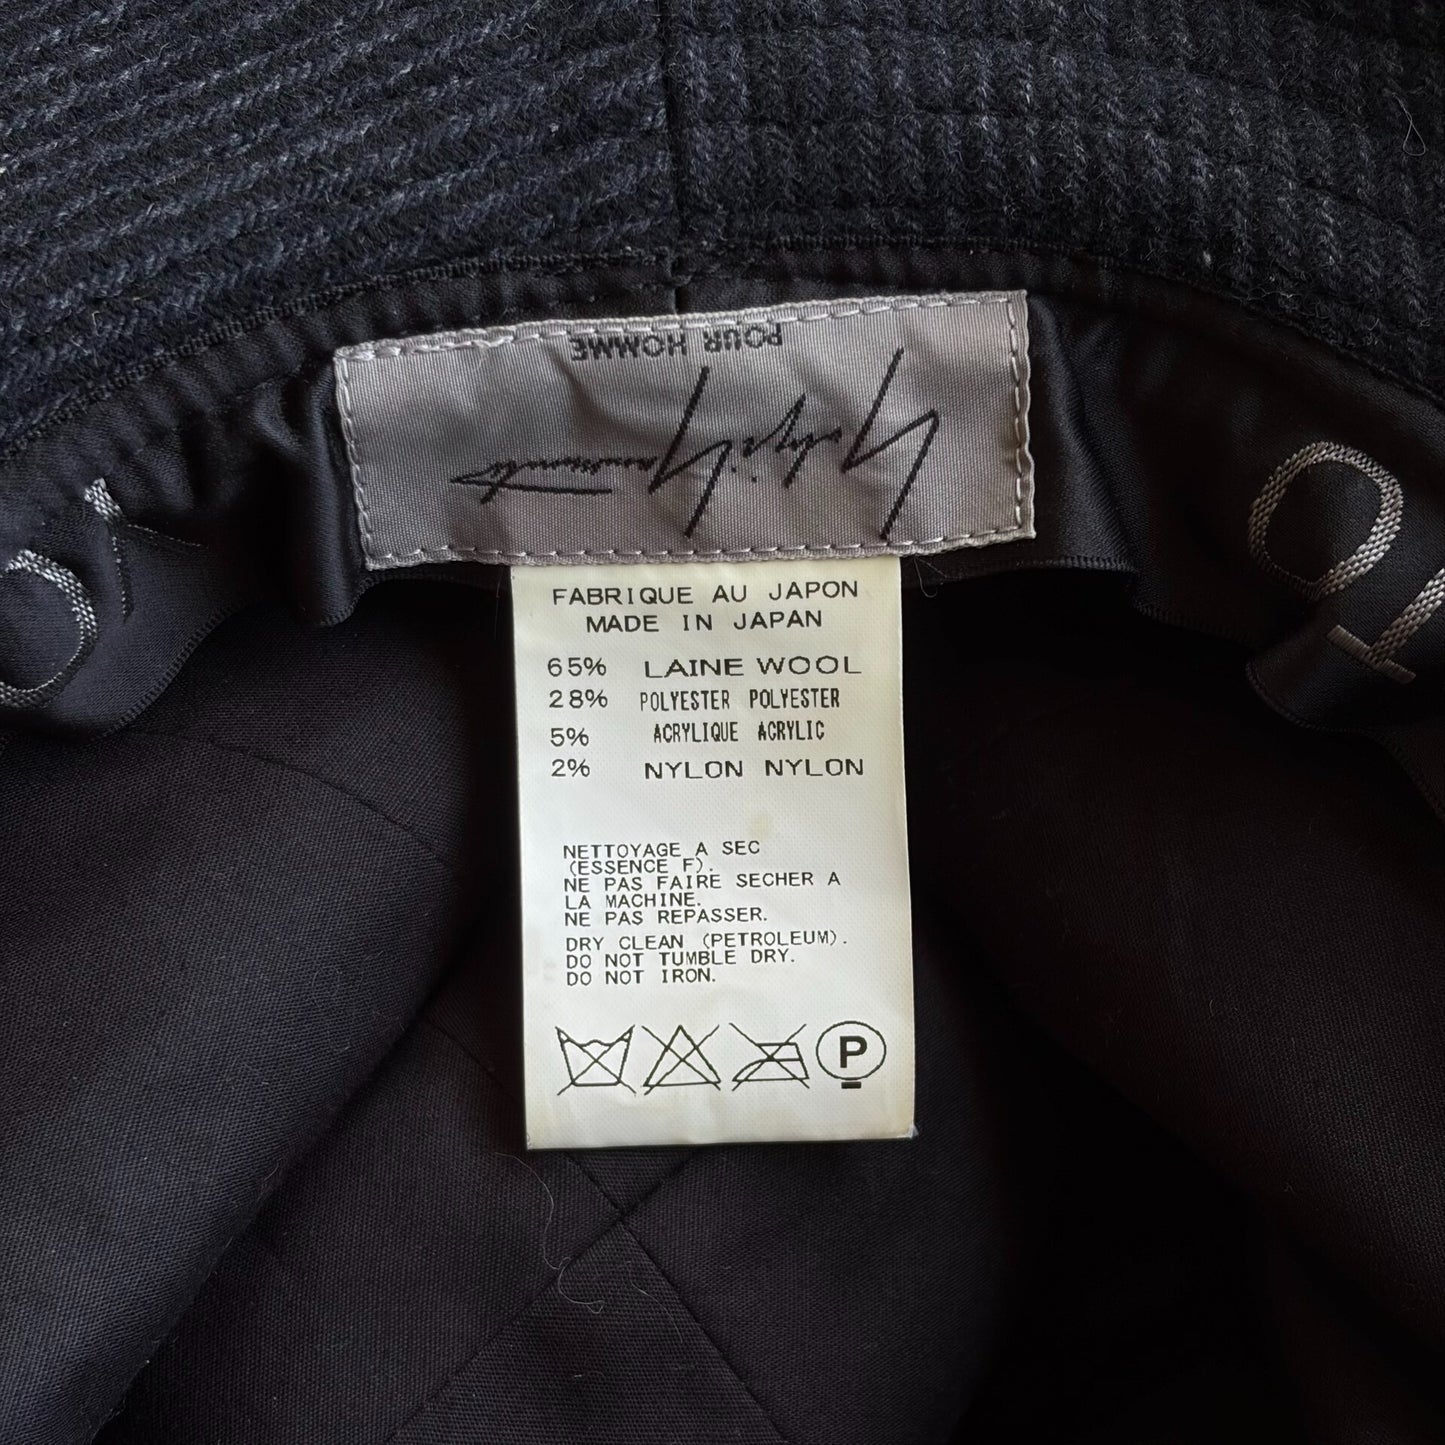 POUR HOMME
Yohji Yamamoto
FABRIQUE AU JAPON
MADE IN JAPAN
65% LAINE WOOL
28% POLYESTER POLYESTER
5% ACRYLIQUE ACRYLIC
2% NYLON NYLON
NETTOYAGE A SEC
(ESSENCE F).
NE PAS FAIRE SECHER A
LA MACHINE.
NE PAS REPASSER.
DRY CLEAN (PETROLEUM).
DO NOT TUMBLE DRY.
DO NOT IRON.
P